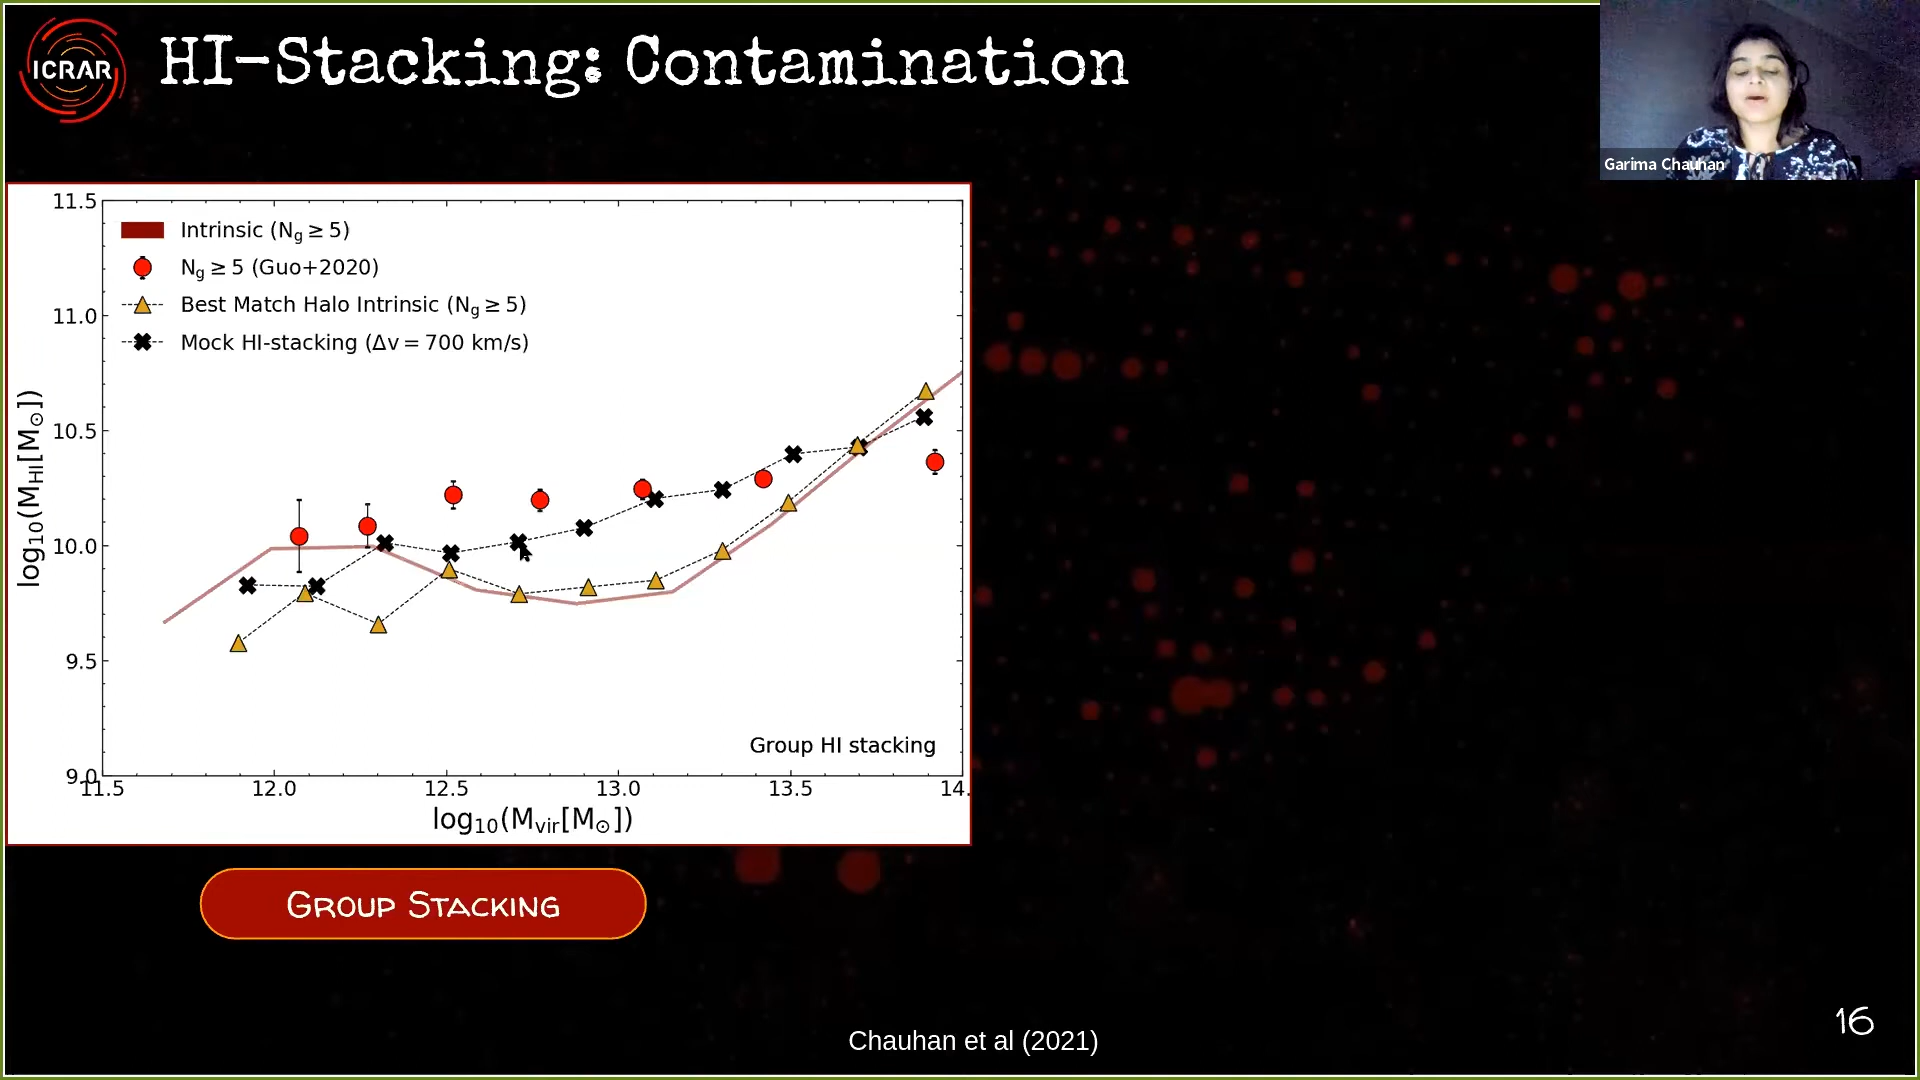 ICRAR
HI-Stacking: Contamination
Garima Chauhan
Intrinsic (Ng ≥ 5)
Ng ≥ 5 (Guo+2020)
Best Match Halo Intrinsic (Ng ≥ 5)
Mock HI-stacking (Δv = 700 km/s)
11.5
11.0
10.5
10.0
9.5
9.0
log10(MHI[M⊙])
Group HI stacking
11.5 12.0 12.5 13.0 13.5 14.
log10(Mvir[M⊙])
Group Stacking
Chauhan et al (2021)
16